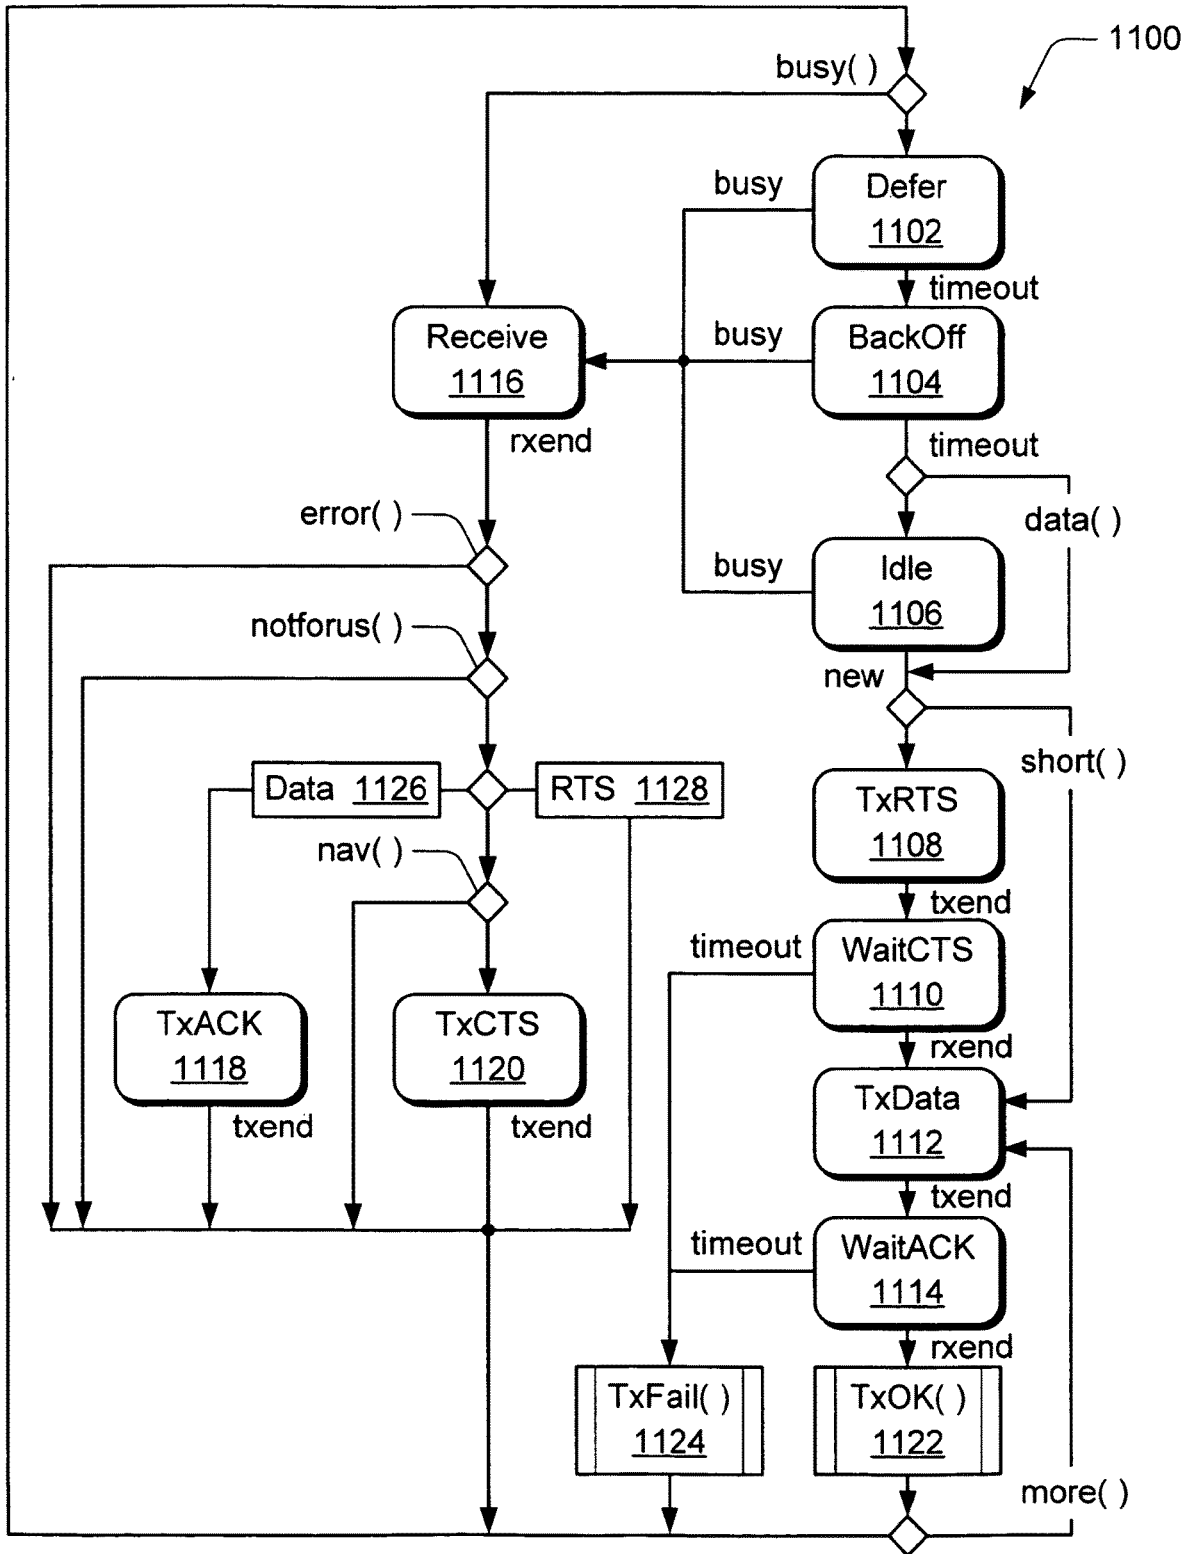 1100
busy( )
Defer
1102
busy
timeout
Receive
1116
busy
BackOff
1104
rxend
timeout
error( )
data( )
busy
Idle
1106
notforus( )
new
short( )
Data 1126
RTS 1128
TxRTS
1108
nav( )
txend
timeout
WaitCTS
1110
TxACK
1118
TxCTS
1120
rxend
TxData
1112
txend
txend
txend
timeout
WaitACK
1114
rxend
TxFail( )
1124
TxOK( )
1122
more( )